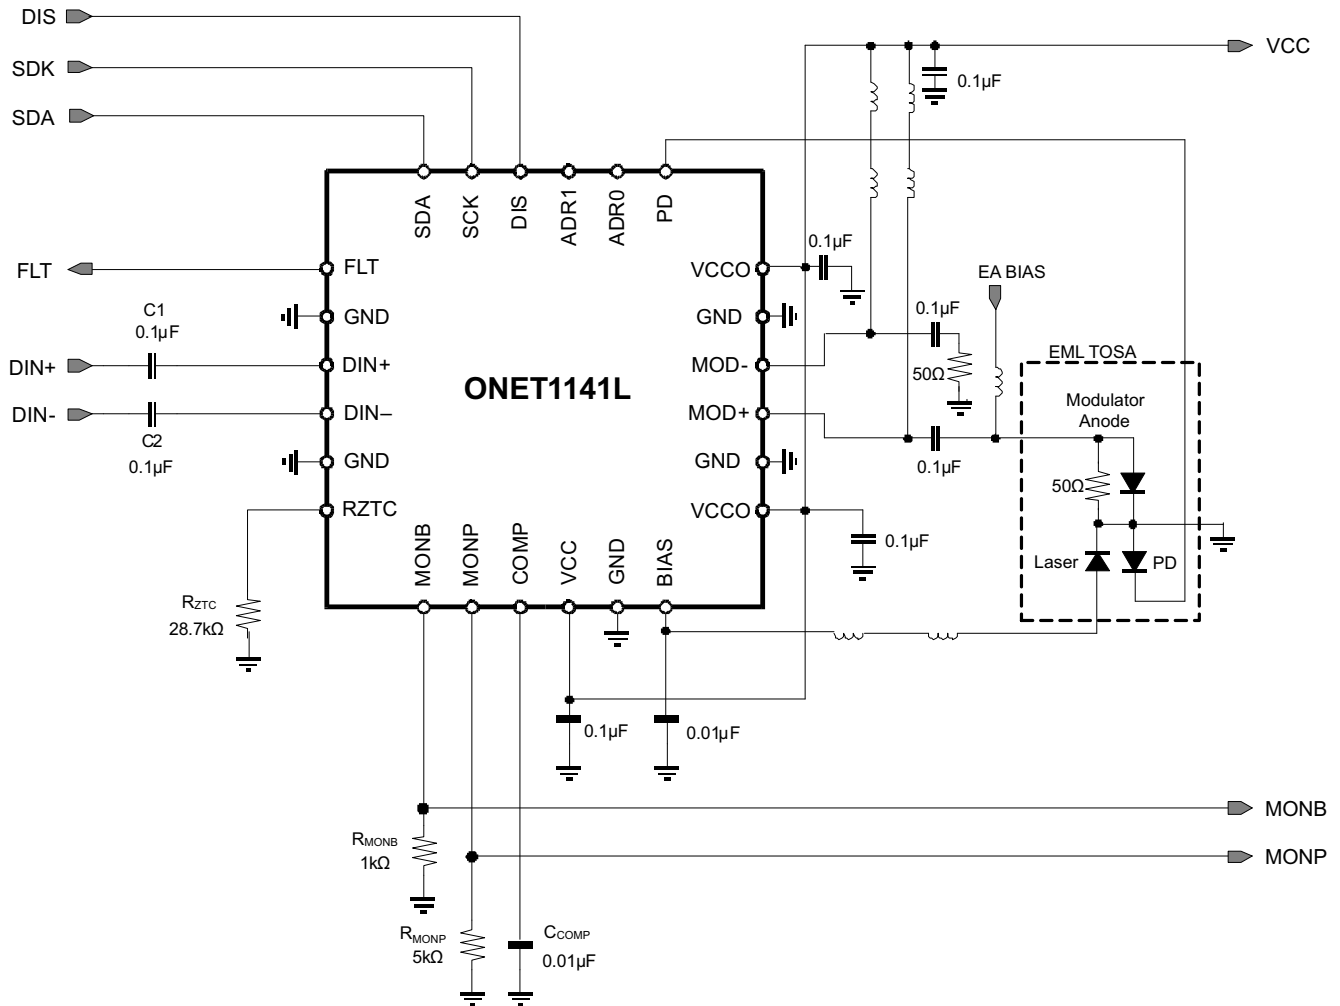 DIS
SDK
SDA
VCC
0.1µF
SDA
SCK
DIS
ADR1
ADR0
PD
FLT
FLT
VCCO
0.1µF
EA BIAS
C1
0.1µF
GND
GND
0.1µF
DIN+
DIN+
MOD-
50Ω
EML TOSA
ONET1141L
Modulator
Anode
DIN-
DIN–
MOD+
C2
0.1µF
GND
GND
0.1µF
50Ω
RZTC
VCCO
0.1µF
MONB
MONP
COMP
VCC
GND
BIAS
Laser
PD
RZTC
28.7kΩ
0.1µF
0.01µF
MONB
RMONB
1kΩ
MONP
RMONP
5kΩ
CCOMP
0.01µF